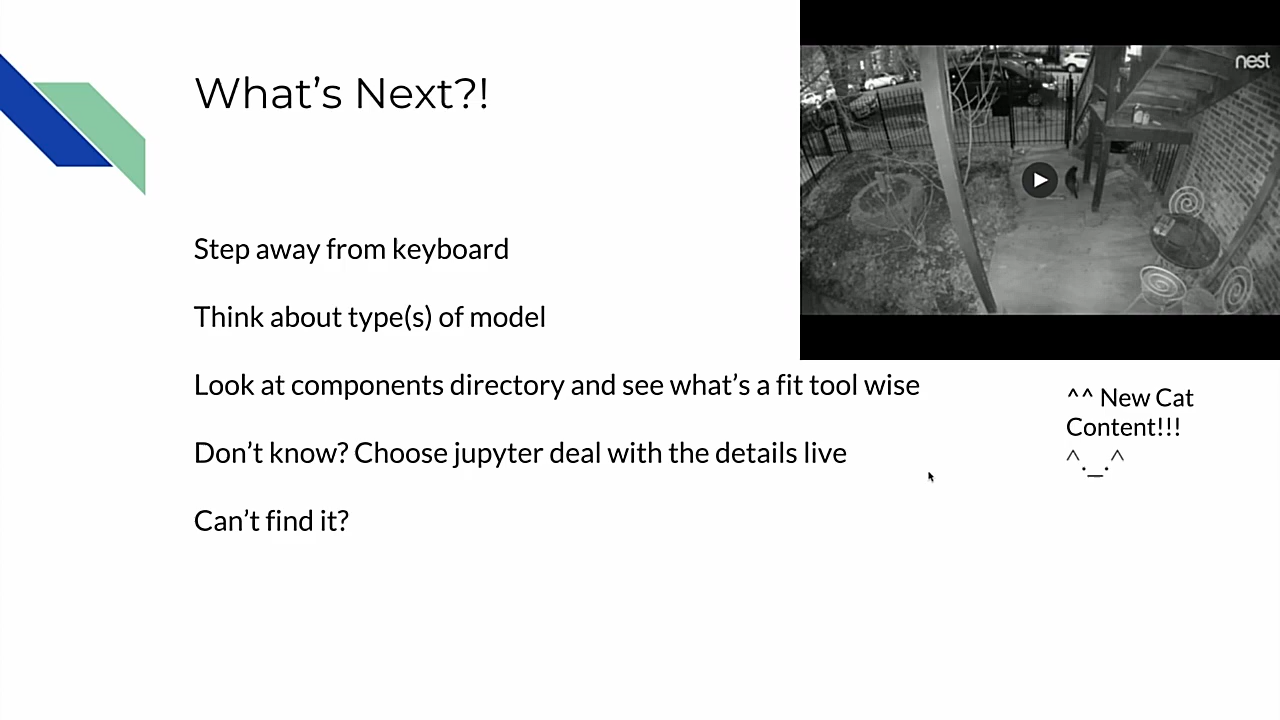 What’s Next?!
nest
Step away from keyboard
Think about type(s) of model
Look at components directory and see what’s a fit tool wise
Don’t know? Choose jupyter deal with the details live
Can’t find it?
^^ New Cat
Content!!!
^._.^